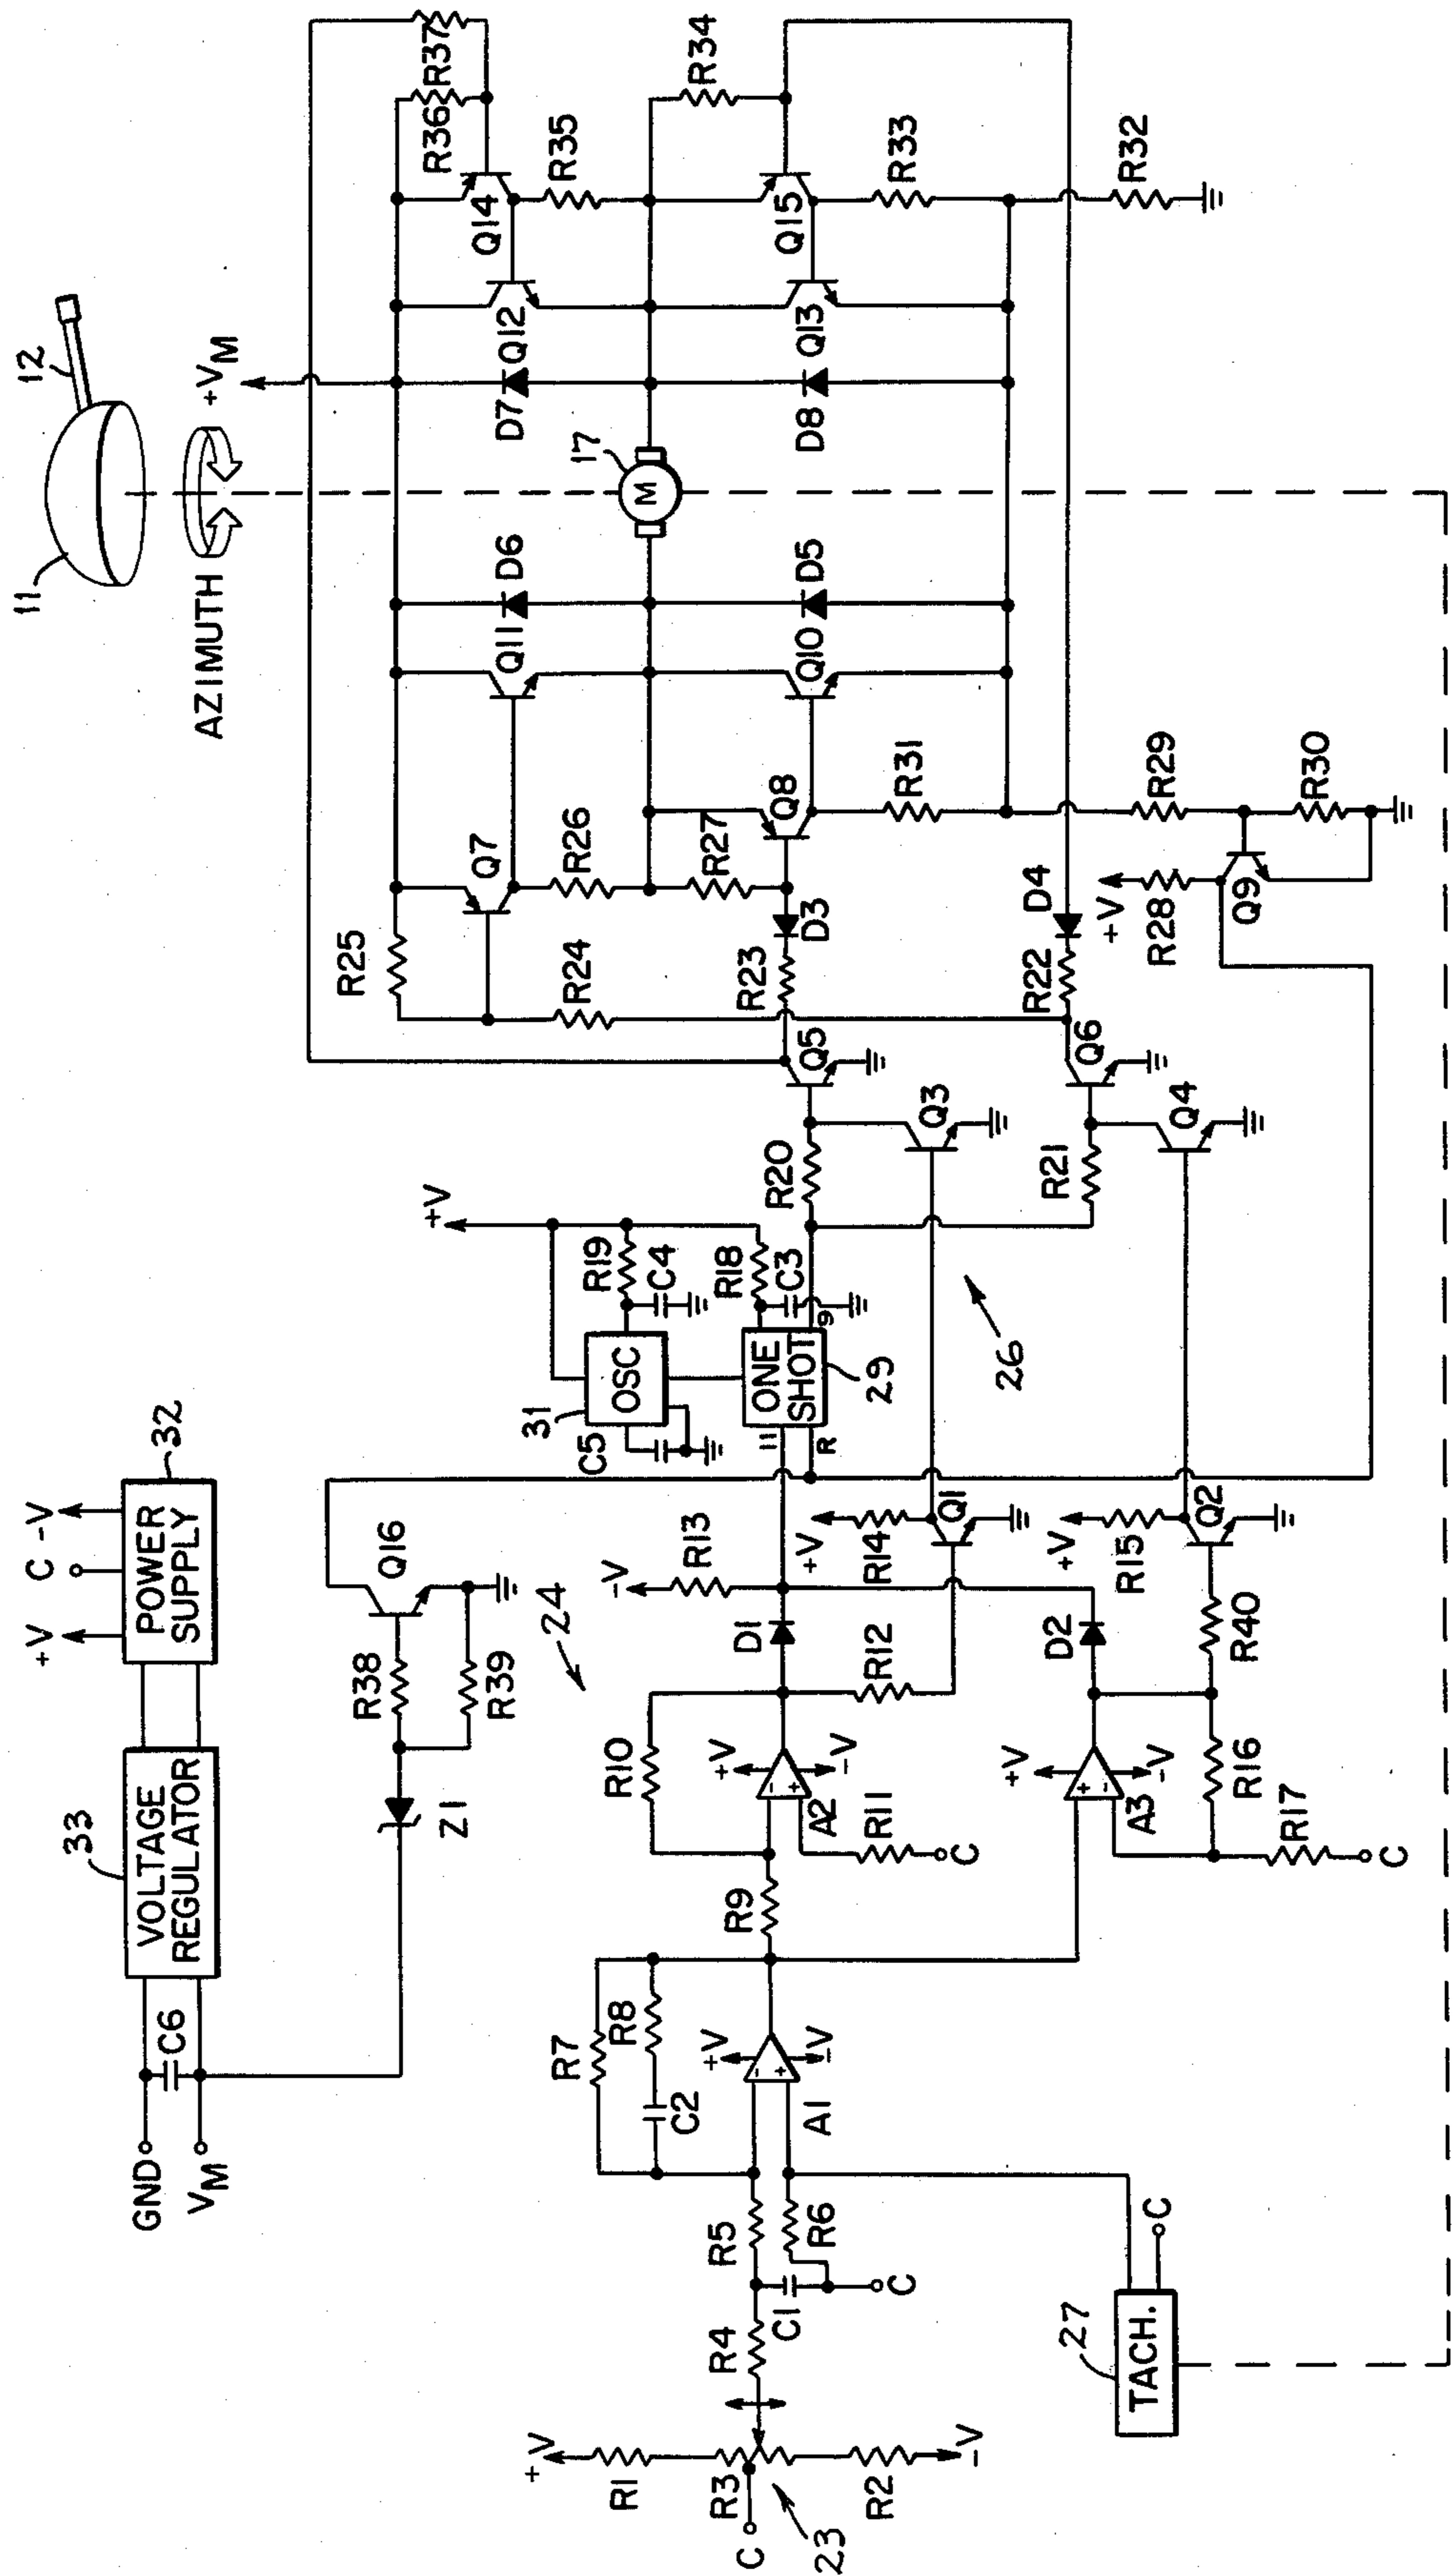 11
12
AZIMUTH
+VM
R37
R36
Q14
R35
R34
Q12
D7
17
M
D6
Q11
Q7
R25
R26
R24
R27
Q15
R33
R32
Q13
D8
D5
Q10
Q8
R31
D3
R23
Q5
R29
R30
Q9
R28
+V
D4
R22
Q6
Q3
Q4
R20
R21
+V
R19
C4
R18
C3
OSC
31
C5
ONE
SHOT
11
R
9
29
26
+V
C
-V
POWER
SUPPLY
32
VOLTAGE
REGULATOR
33
GND
VM
C6
Q16
R38
R39
Z1
24
-V
R13
D1
R12
+V
R14
Q1
+V
R15
Q2
R40
D2
R10
+V
-V
-
+
A2
R11
C
R9
+V
-V
+
-
A3
R16
R17
C
R7
R8
C2
+V
-V
-
+
A1
R5
R6
C1
C
R4
+V
R1
R3
C
R2
-V
23
27
TACH.
C